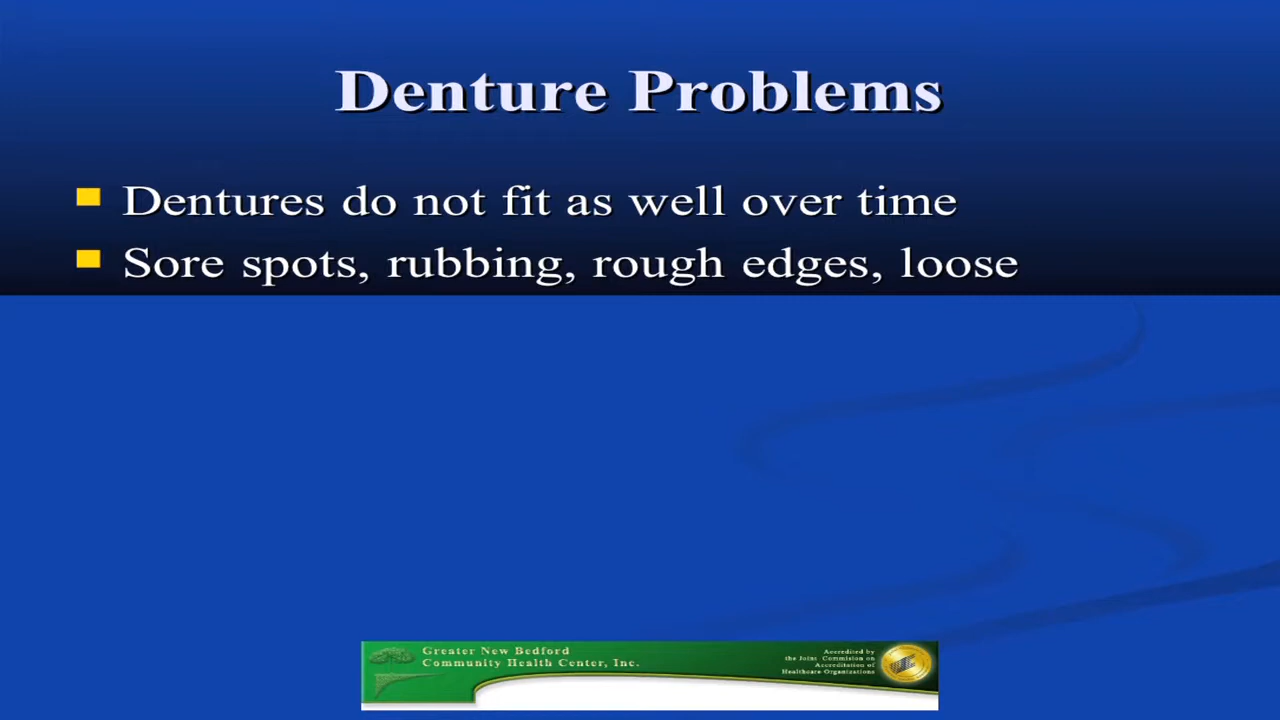 Denture Problems
Dentures do not fit as well over time
Sore spots, rubbing, rough edges, loose
Greater New Bedford
Community Health Center, Inc.
Accredited by
the Joint Commision on
Accreditation of
Healthcare Organizations